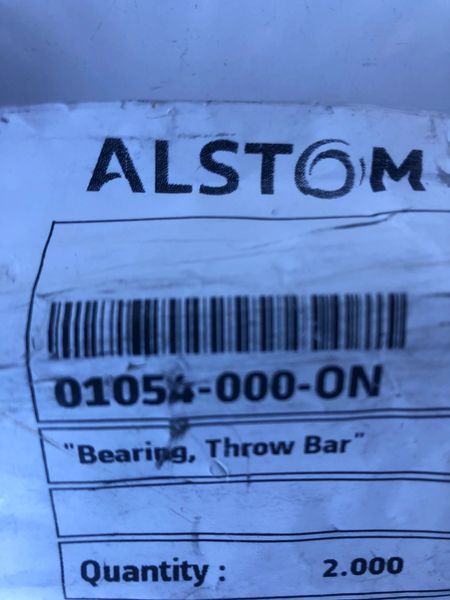 ALSTOM
01054-000-ON
"Bearing, Throw Bar"
Quantity : 2.000